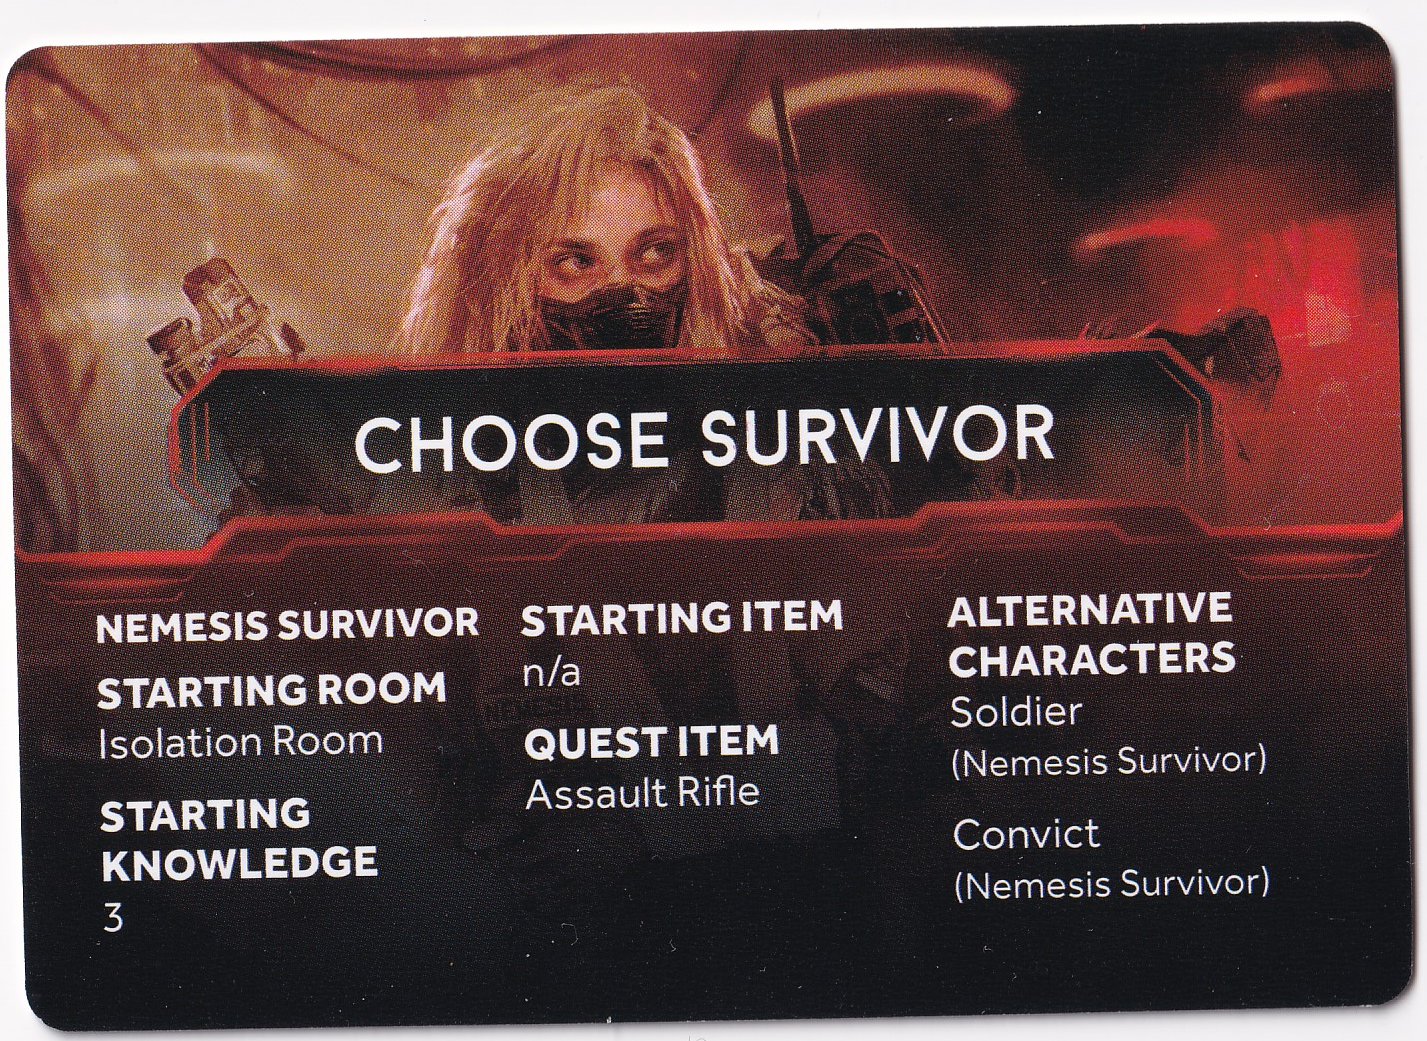 CHOOSE SURVIVOR
NEMESIS SURVIVOR
STARTING ROOM
Isolation Room
STARTING
KNOWLEDGE
3
STARTING ITEM
n/a
QUEST ITEM
Assault Rifle
ALTERNATIVE
CHARACTERS
Soldier
(Nemesis Survivor)
Convict
(Nemesis Survivor)